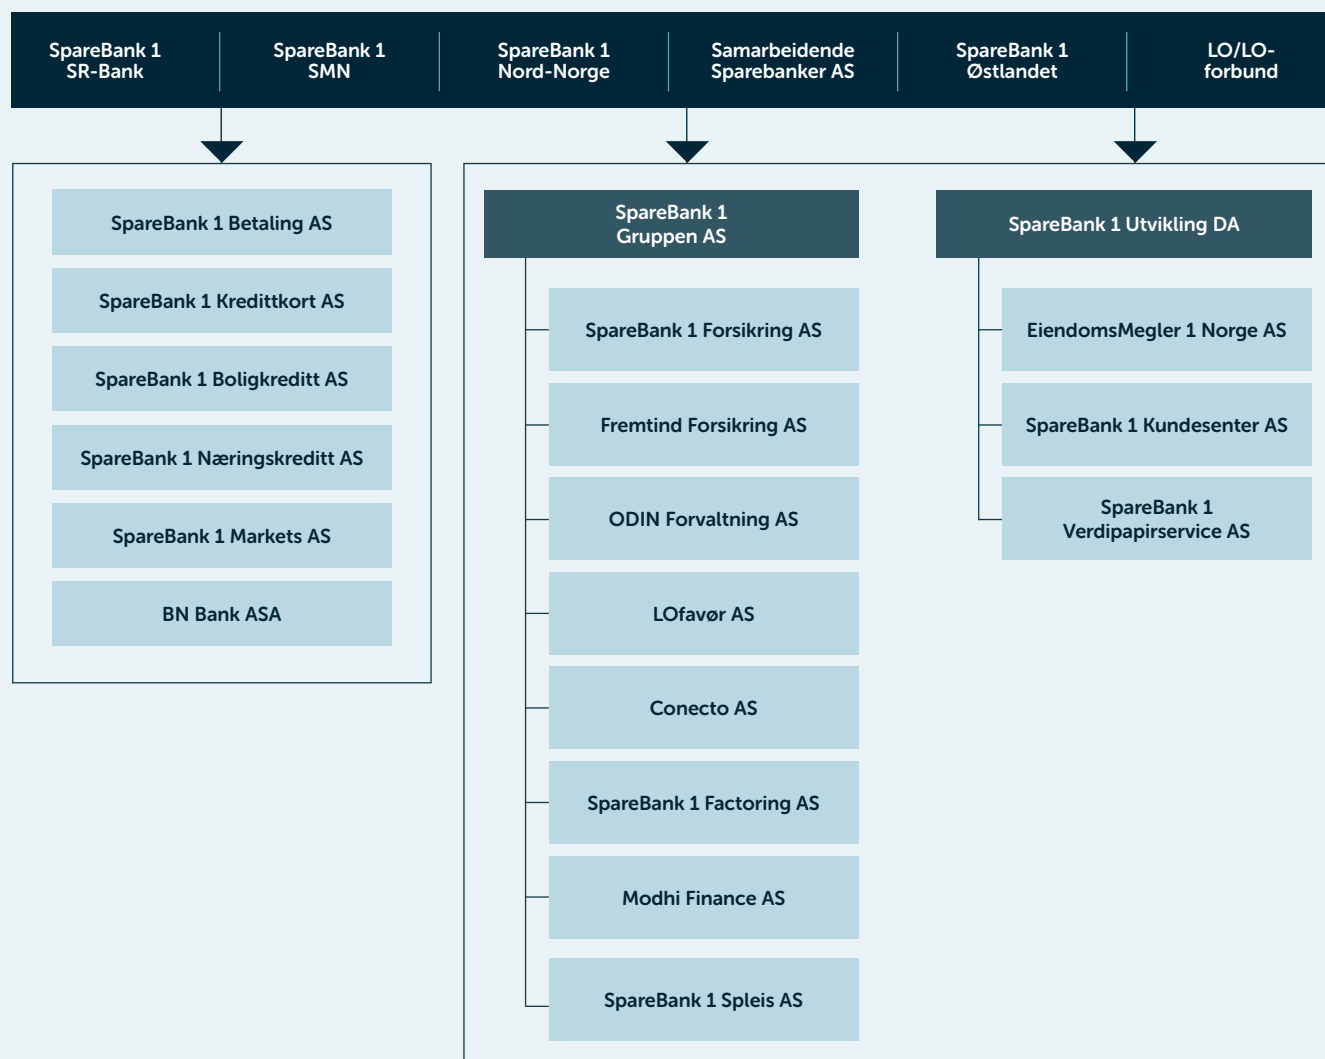 SpareBank 1
SR-Bank
SpareBank 1
SMN
SpareBank 1
Nord-Norge
Samarbeidende
Sparebanker AS
SpareBank 1
Østlandet
LO/LO-
forbund
SpareBank 1 Betaling AS
SpareBank 1 Kredittkort AS
SpareBank 1 Boligkreditt AS
SpareBank 1 Næringskreditt AS
SpareBank 1 Markets AS
BN Bank ASA
SpareBank 1
Gruppen AS
SpareBank 1 Forsikring AS
Fremtind Forsikring AS
ODIN Forvaltning AS
LOfavør AS
Conecto AS
SpareBank 1 Factoring AS
Modhi Finance AS
SpareBank 1 Spleis AS
SpareBank 1 Utvikling DA
EiendomsMegler 1 Norge AS
SpareBank 1 Kundesenter AS
SpareBank 1
Verdipapirservice AS